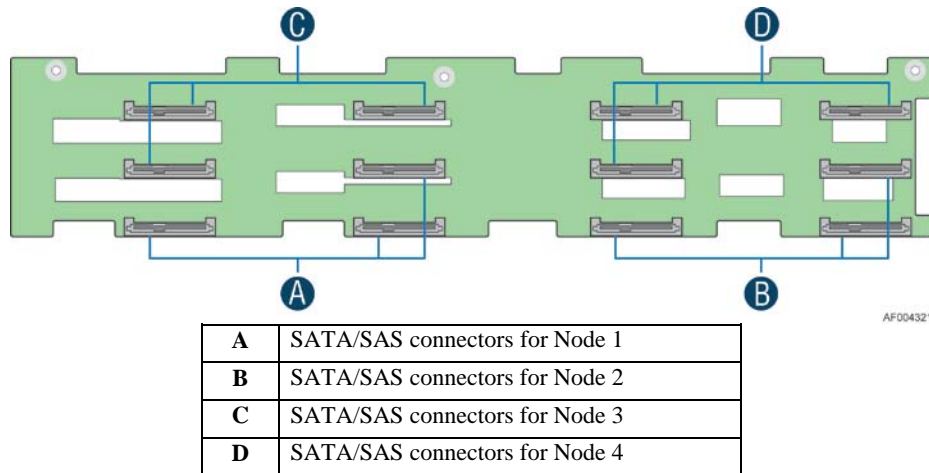 C D
A B
AF004321
A SATA/SAS connectors for Node 1
B SATA/SAS connectors for Node 2
C SATA/SAS connectors for Node 3
D SATA/SAS connectors for Node 4